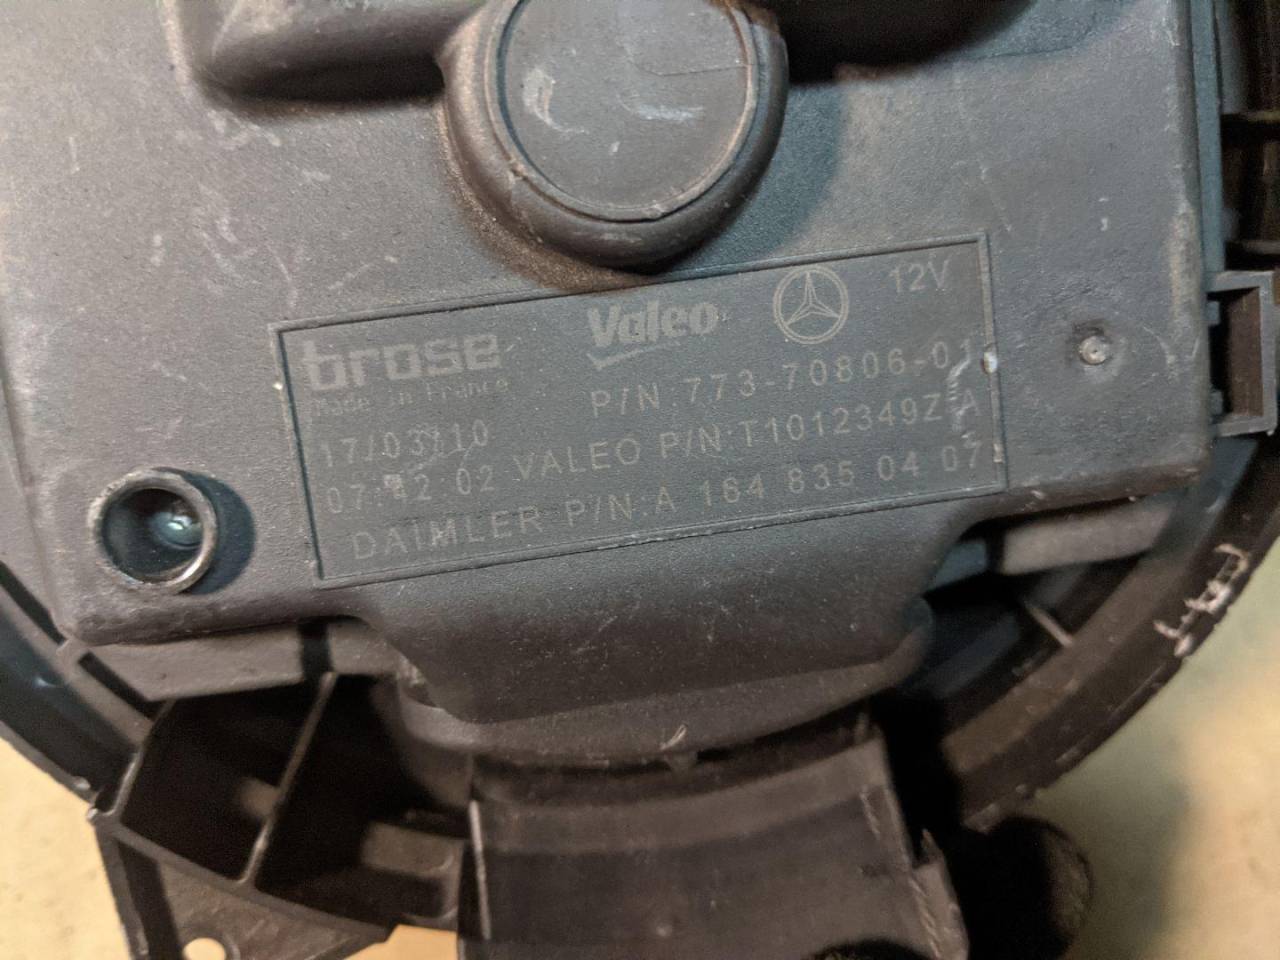 brose Valeo 12V
Made in France
P/N:773-70806-01
17/03/10
07:42:02 VALEO P/N:T1012349Z-A
DAIMLER P/N:A 164 835 04 07